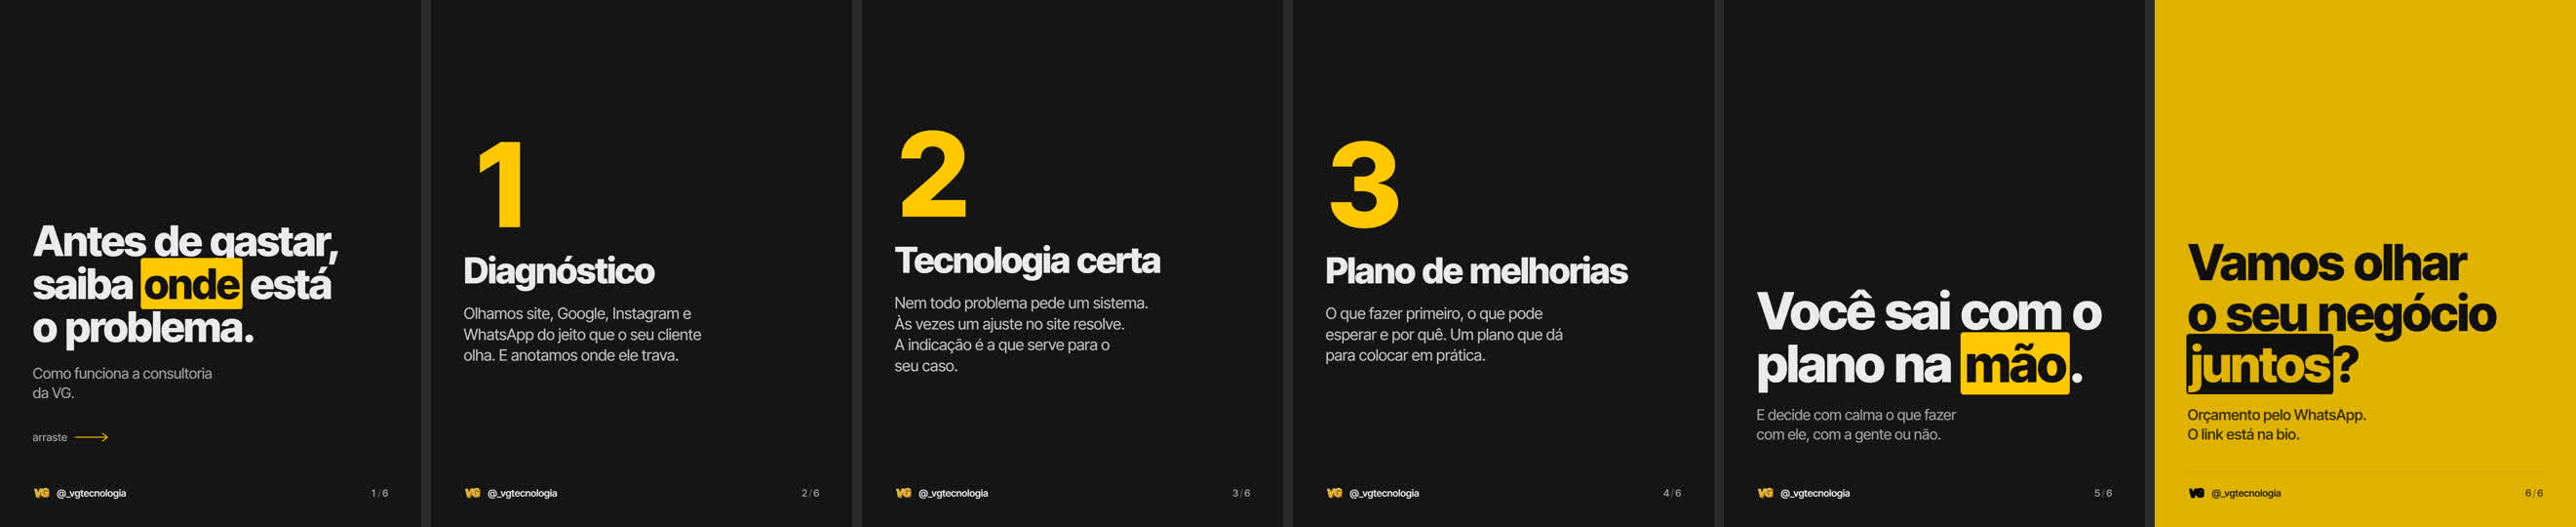 Antes de gastar,
saiba onde está
o problema.
Como funciona a consultoria
da VG.
arraste
VG @_vgtecnologia
1/6
1
Diagnóstico
Olhamos site, Google, Instagram e
WhatsApp do jeito que o seu cliente
olha. E anotamos onde ele trava.
VG @_vgtecnologia
2/6
2
Tecnologia certa
Nem todo problema pede um sistema.
Às vezes um ajuste no site resolve.
A indicação é a que serve para o
seu caso.
VG @_vgtecnologia
3/6
3
Plano de melhorias
O que fazer primeiro, o que pode
esperar e por quê. Um plano que dá
para colocar em prática.
VG @_vgtecnologia
4/6
Você sai com o
plano na mão.
E decide com calma o que fazer
com ele, com a gente ou não.
VG @_vgtecnologia
5/6
Vamos olhar
o seu negócio
juntos?
Orçamento pelo WhatsApp.
O link está na bio.
VG @_vgtecnologia
6/6